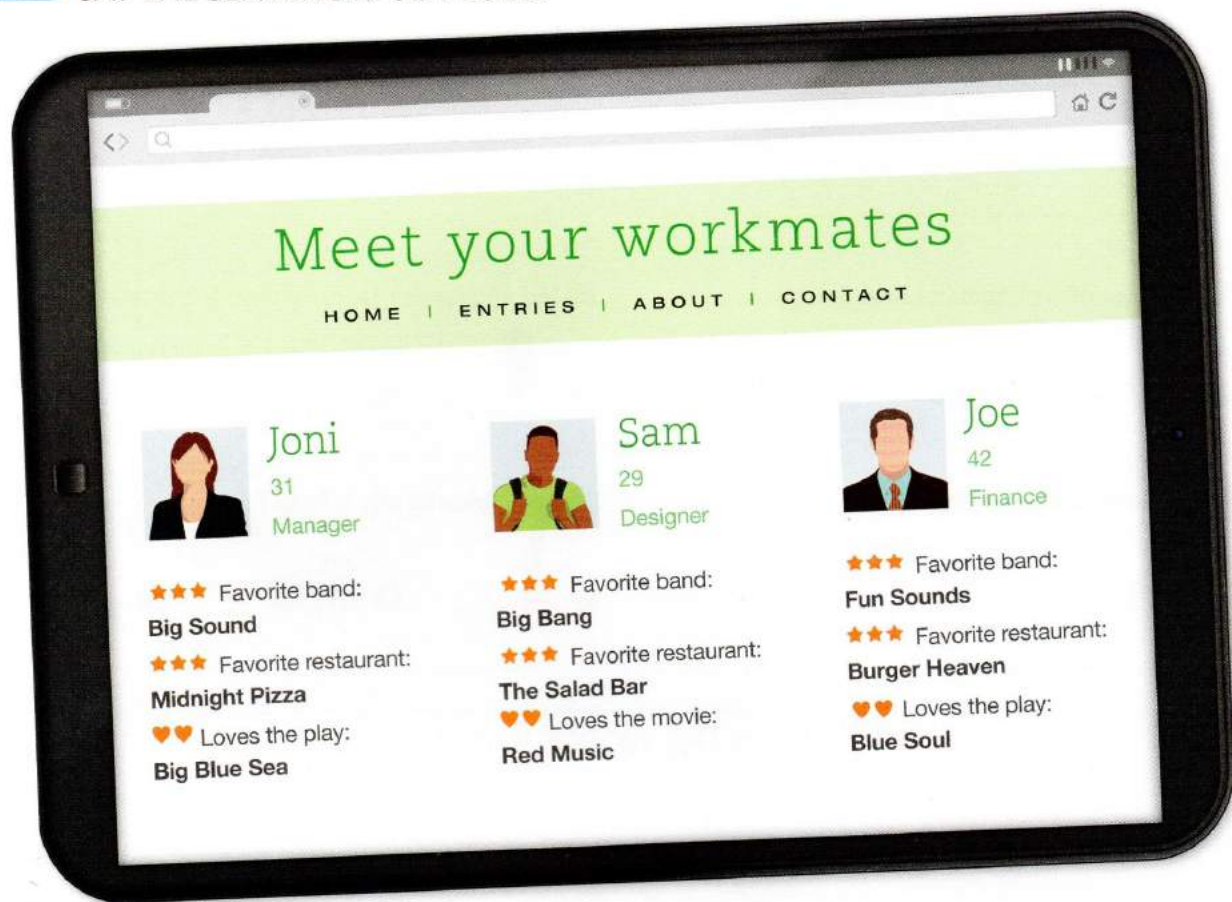 Meet your workmates
HOME | ENTRIES | ABOUT | CONTACT
Joni
31
Manager
★★★ Favorite band:
Big Sound
★★★ Favorite restaurant:
Midnight Pizza
♥♥ Loves the play:
Big Blue Sea
Sam
29
Designer
★★★ Favorite band:
Big Bang
★★★ Favorite restaurant:
The Salad Bar
♥♥ Loves the movie:
Red Music
Joe
42
Finance
★★★ Favorite band:
Fun Sounds
★★★ Favorite restaurant:
Burger Heaven
♥♥ Loves the play:
Blue Soul